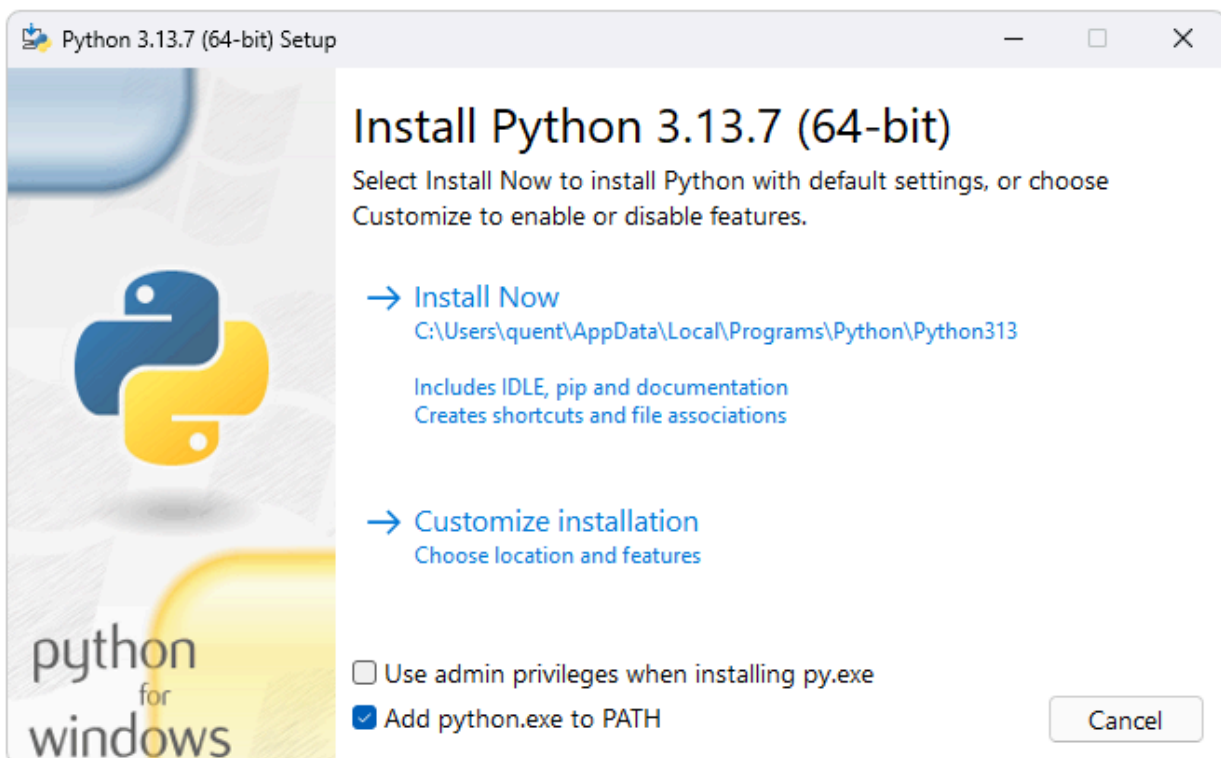 Python 3.13.7 (64-bit) Setup
Install Python 3.13.7 (64-bit)
Select Install Now to install Python with default settings, or choose
Customize to enable or disable features.
Install Now
C:\Users\quent\AppData\Local\Programs\Python\Python313
Includes IDLE, pip and documentation
Creates shortcuts and file associations
Customize installation
Choose location and features
python
for
windows
Use admin privileges when installing py.exe
Add python.exe to PATH
Cancel